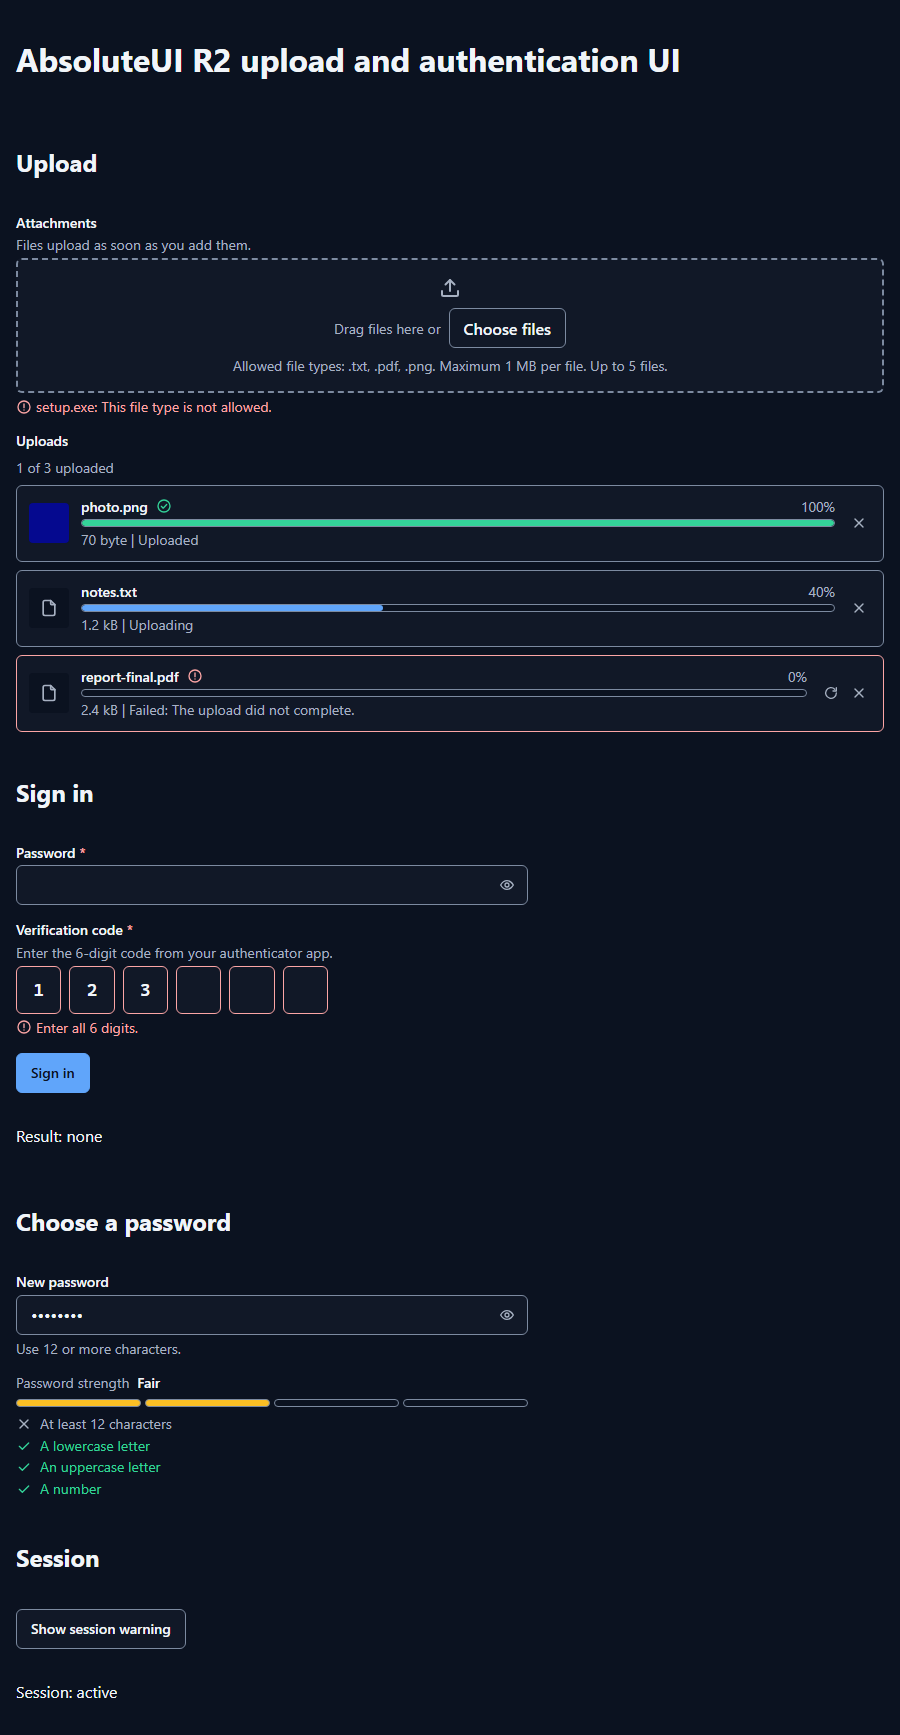 AbsoluteUI R2 upload and authentication UI
Upload
Attachments
Files upload as soon as you add them.
Drag files here or Choose files
Allowed file types: .txt, .pdf, .png. Maximum 1 MB per file. Up to 5 files.
setup.exe: This file type is not allowed.
Uploads
1 of 3 uploaded
photo.png 100%
70 byte | Uploaded
notes.txt 40%
1.2 kB | Uploading
report-final.pdf 0%
2.4 kB | Failed: The upload did not complete.
Sign in
Password *
Verification code *
Enter the 6-digit code from your authenticator app.
1 2 3
Enter all 6 digits.
Sign in
Result: none
Choose a password
New password
••••••••
Use 12 or more characters.
Password strength Fair
At least 12 characters
A lowercase letter
An uppercase letter
A number
Session
Show session warning
Session: active